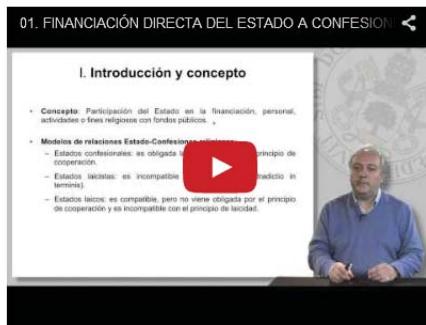 01. FINANCIACIÓN DIRECTA DEL ESTADO A CONFESION
I. Introducción y concepto
Concepto: Participación del Estado en la financiación, personal,
actividades o fines religiosos con fondos públicos.
Modelos de relaciones Estado-Confesiones religiosas:
– Estados confesionales: es obligada la principio de
cooperación.
– Estados laicistas: es incompatible
terminis).
– Estados laicos: es compatible, pero no viene obligada por el principio
de cooperación y es incompatible con el principio de laicidad.